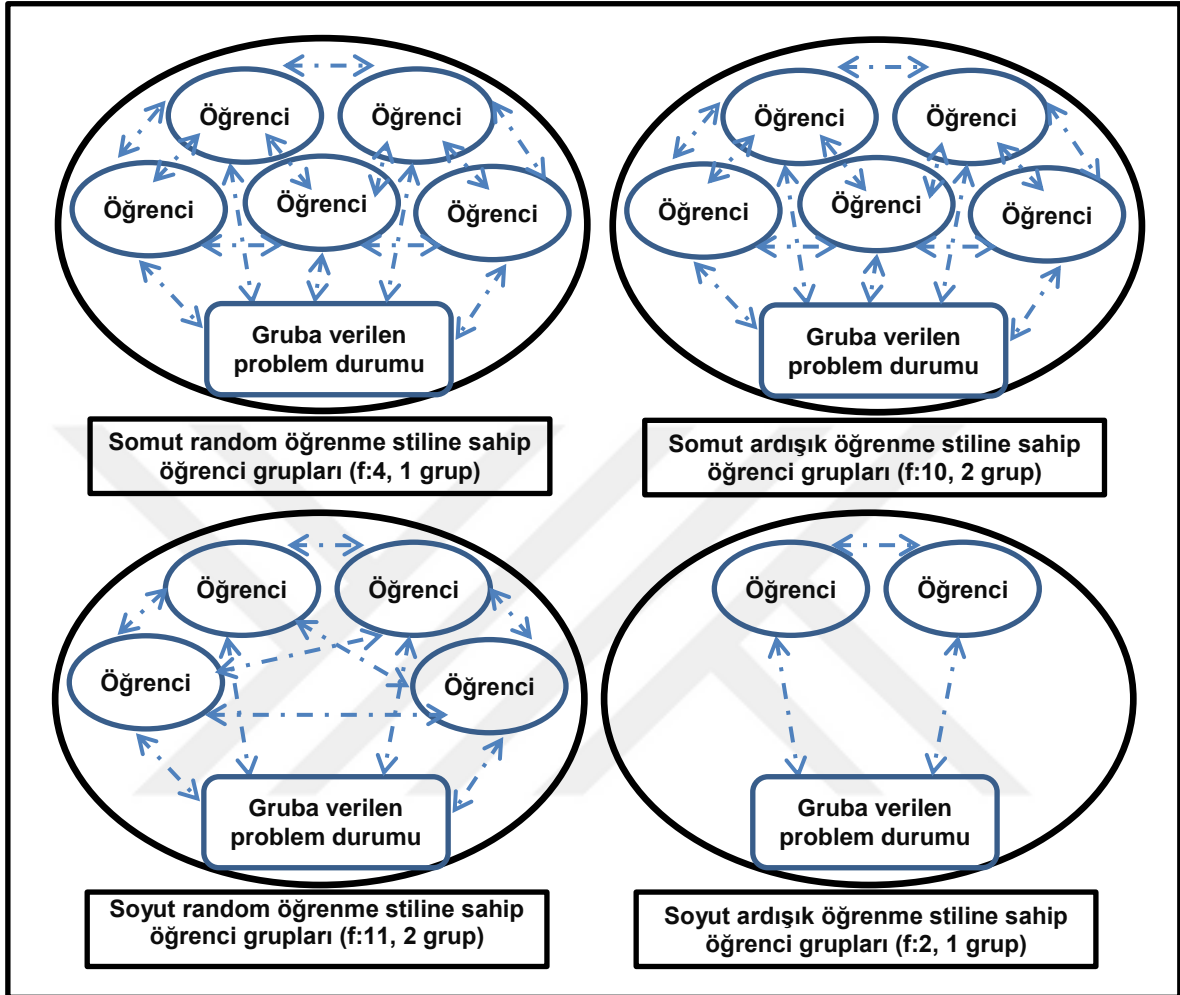 Öğrenci
Öğrenci
Öğrenci
Öğrenci
Öğrenci
Gruba verilen
problem durumu
Somut random öğrenme stiline sahip
öğrenci grupları (f:4, 1 grup)
Öğrenci
Öğrenci
Öğrenci
Öğrenci
Öğrenci
Gruba verilen
problem durumu
Somut ardışık öğrenme stiline sahip
öğrenci grupları (f:10, 2 grup)
Öğrenci
Öğrenci
Öğrenci
Öğrenci
Gruba verilen
problem durumu
Soyut random öğrenme stiline sahip
öğrenci grupları (f:11, 2 grup)
Öğrenci
Öğrenci
Gruba verilen
problem durumu
Soyut ardışık öğrenme stiline sahip
öğrenci grupları (f:2, 1 grup)